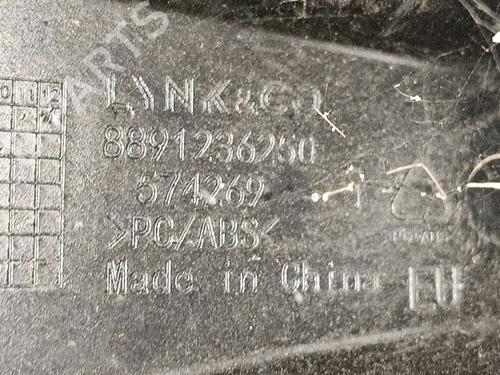 LYNK&CO
8891236250
574269
>PC/ABS<
Made in China
EU